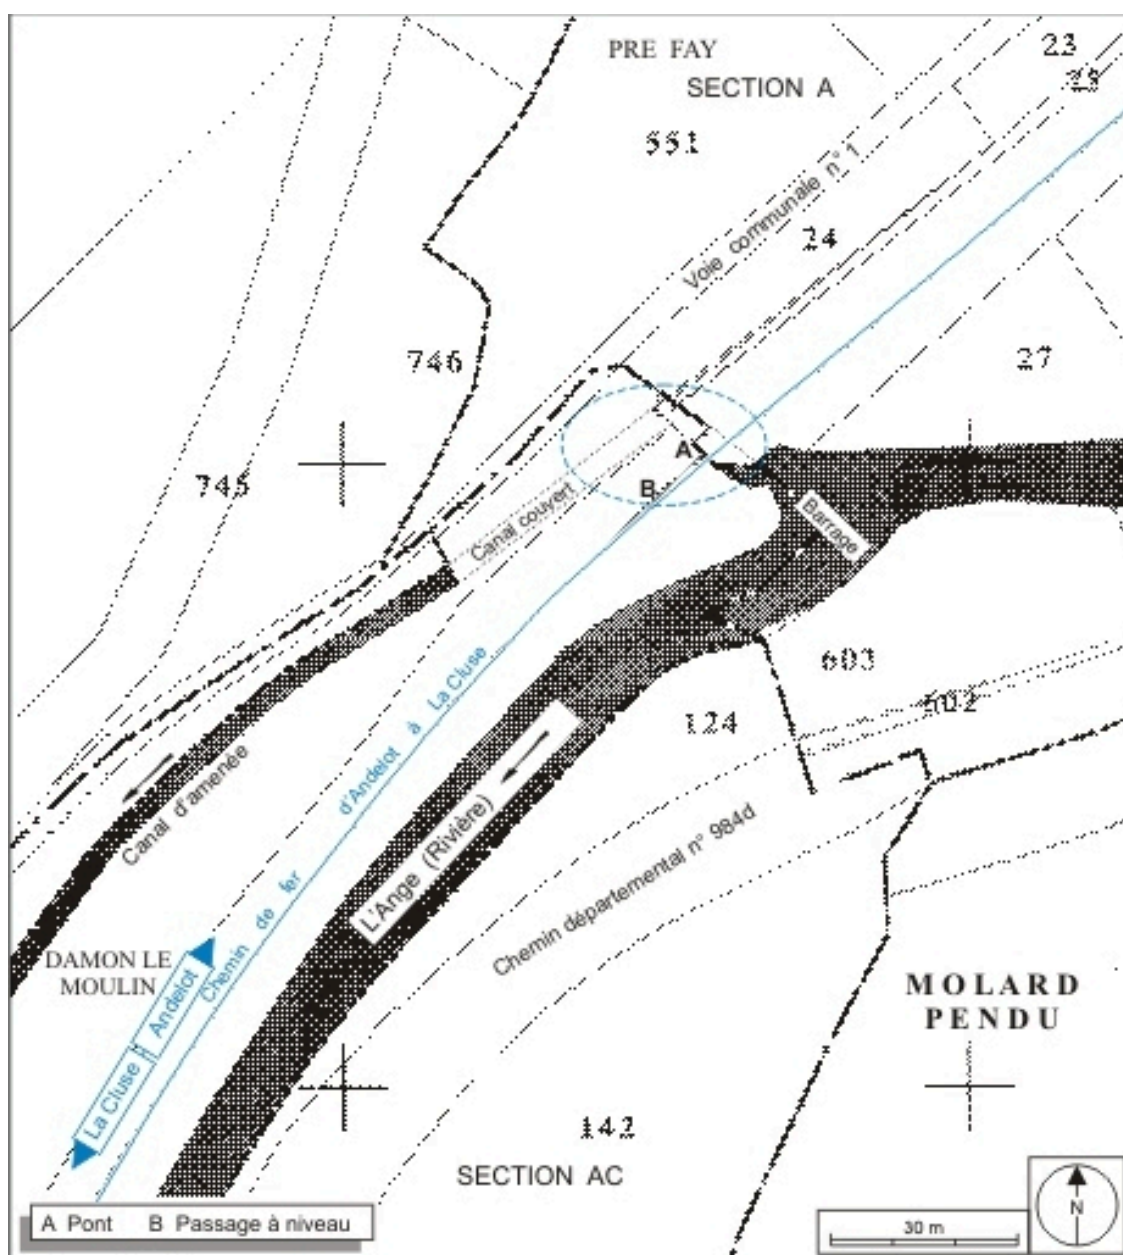 PRE FAY
SECTION A
23
25
551
Voie communale n° 1
24
27
746
745
A
B
Canal couvert
Barrage
603
502
124
d'Andelot à La Cluse
Chemin de fer
Canal d'amenée
L'Ange (Rivière)
Chemin départemental n° 984d
DAMON LE
MOULIN
Andelot
La Cluse
MOLARD
PENDU
142
SECTION AC
A Pont B Passage à niveau
30 m
N